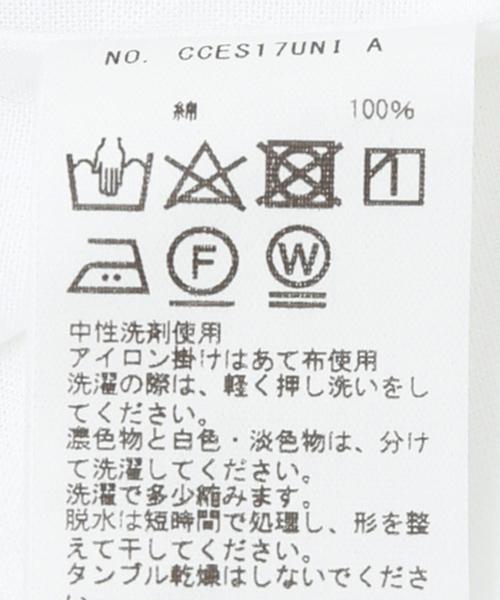 NO. CCES17UNI A
綿 100%
F W
中性洗剤使用
アイロン掛けはあて布使用
洗濯の際は、軽く押し洗いをし
てください。
濃色物と白色・淡色物は、分け
て洗濯してください。
洗濯で多少縮みます。
脱水は短時間で処理し、形を整
えて干してください。
タンブル乾燥はしないでくださ
い。